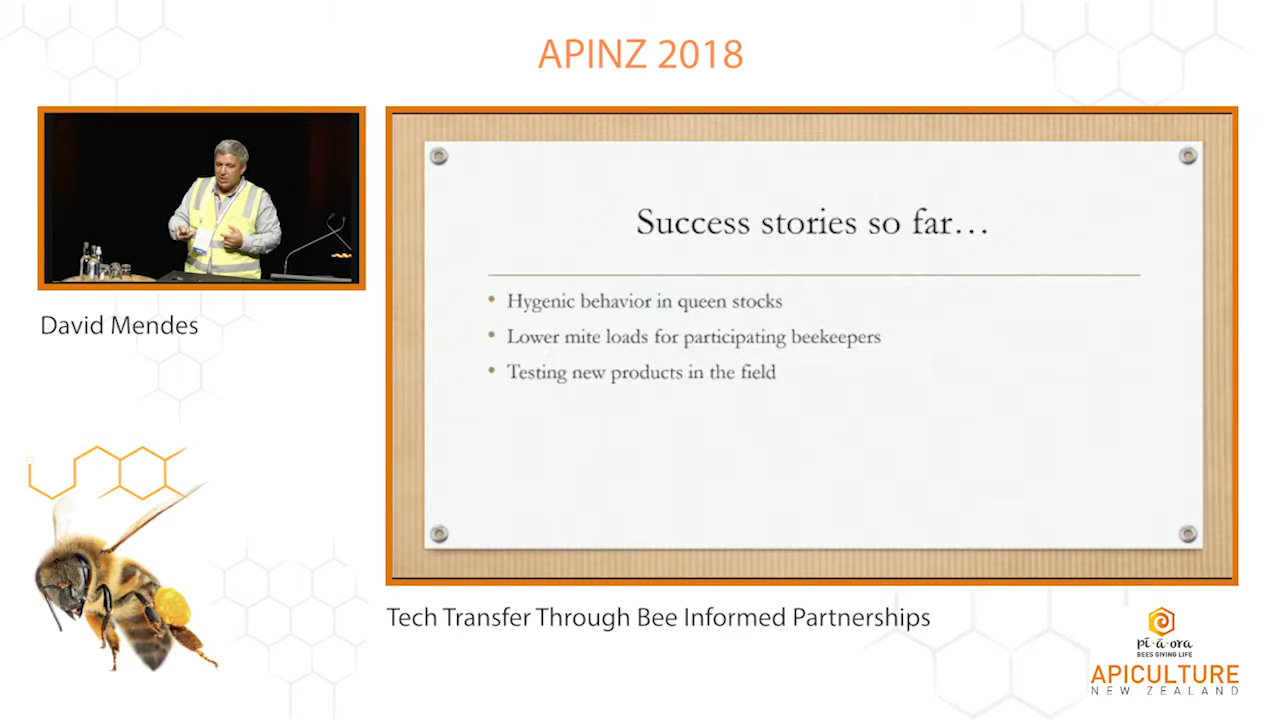 APINZ 2018
David Mendes
Success stories so far…
• Hygenic behavior in queen stocks
• Lower mite loads for participating beekeepers
• Testing new products in the field
Tech Transfer Through Bee Informed Partnerships
pī-ā-ora
BEES GIVING LIFE
APICULTURE
NEW ZEALAND